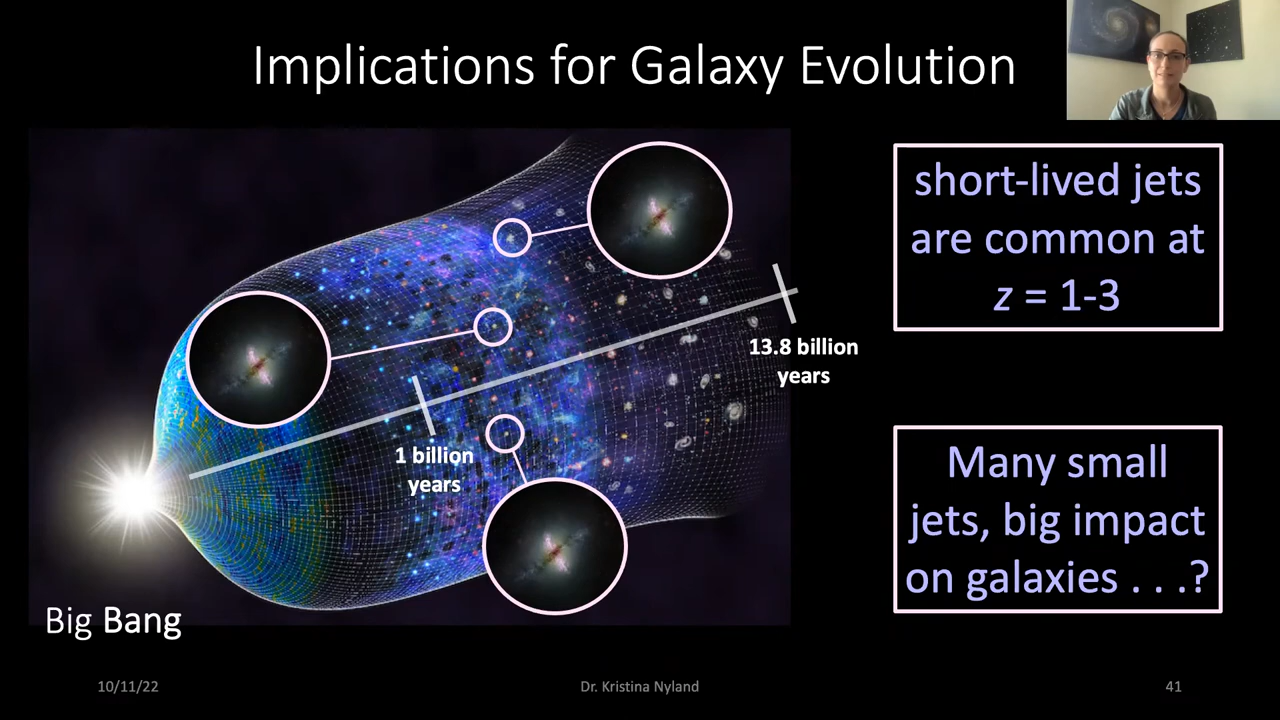 Implications for Galaxy Evolution
short-lived jets
are common at
z = 1-3
13.8 billion
years
1 billion
years
Many small
jets, big impact
on galaxies . . .?
Big Bang
10/11/22
Dr. Kristina Nyland
41